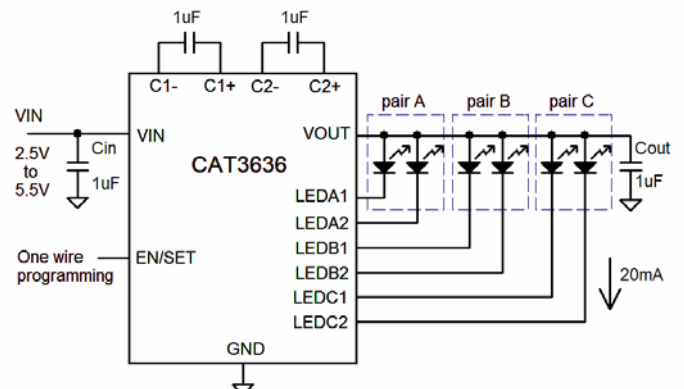 1uF
1uF
C1-
C1+
C2-
C2+
pair A
pair B
pair C
VIN
VIN
VOUT
Cin
Cout
2.5V
to
5.5V
1uF
1uF
CAT3636
LEDA1
LEDA2
LEDB1
LEDB2
LEDC1
LEDC2
One wire
programming
EN/SET
20mA
GND